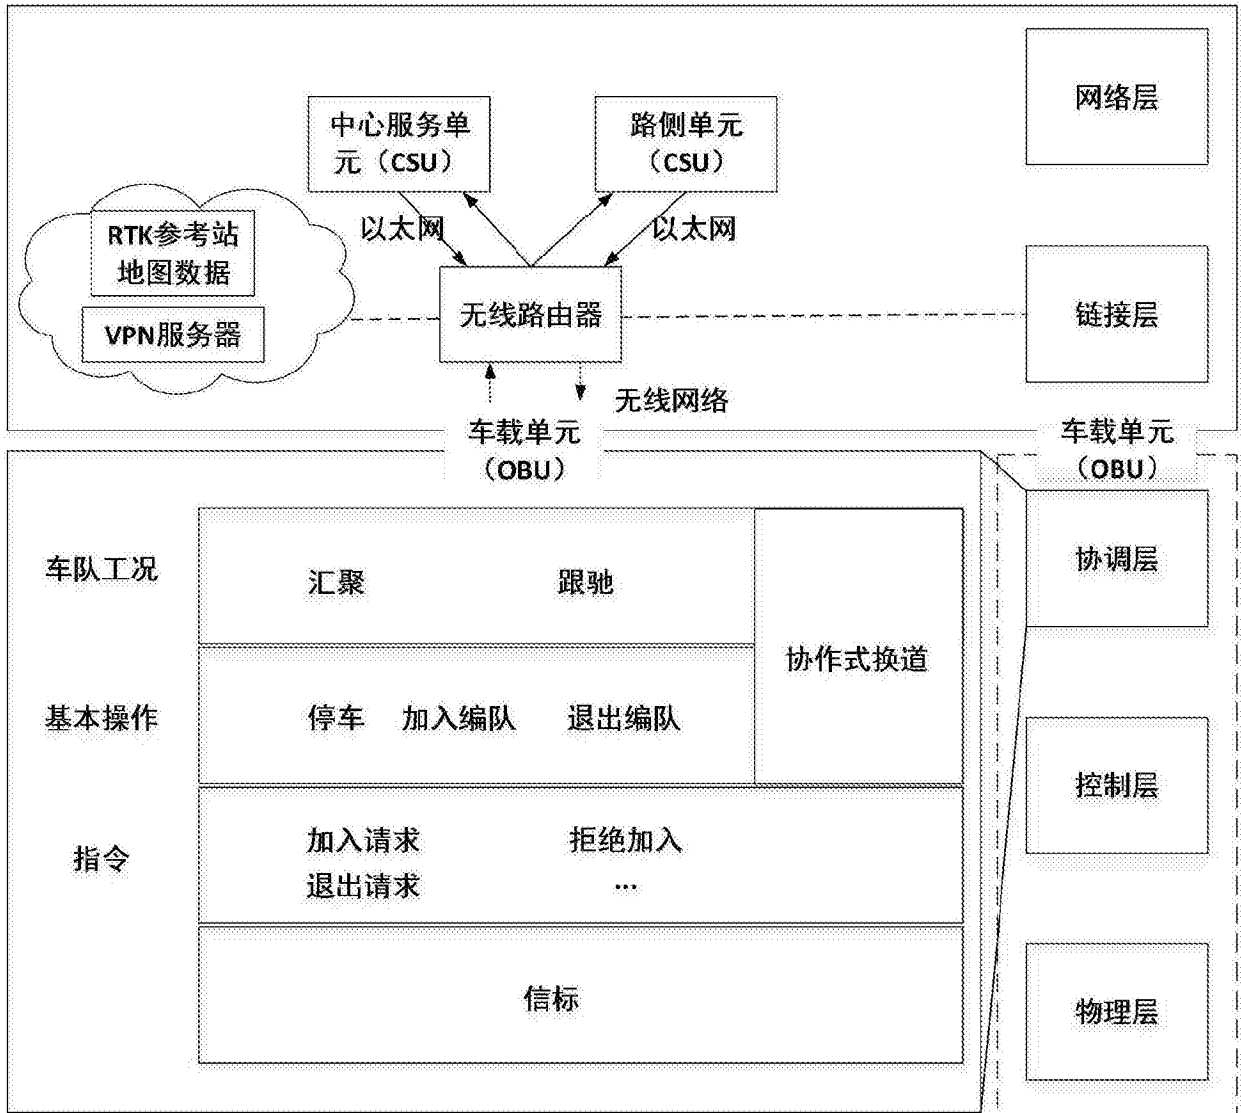 网络层
中心服务单
元（CSU）
路侧单元
（CSU）
以太网
以太网
RTK参考站
地图数据
VPN服务器
无线路由器
链接层
无线网络
车载单元
（OBU）
车载单元
（OBU）
车队工况
汇聚
跟驰
协作式换道
协调层
基本操作
停车
加入编队
退出编队
控制层
指令
加入请求
拒绝加入
退出请求
...
信标
物理层